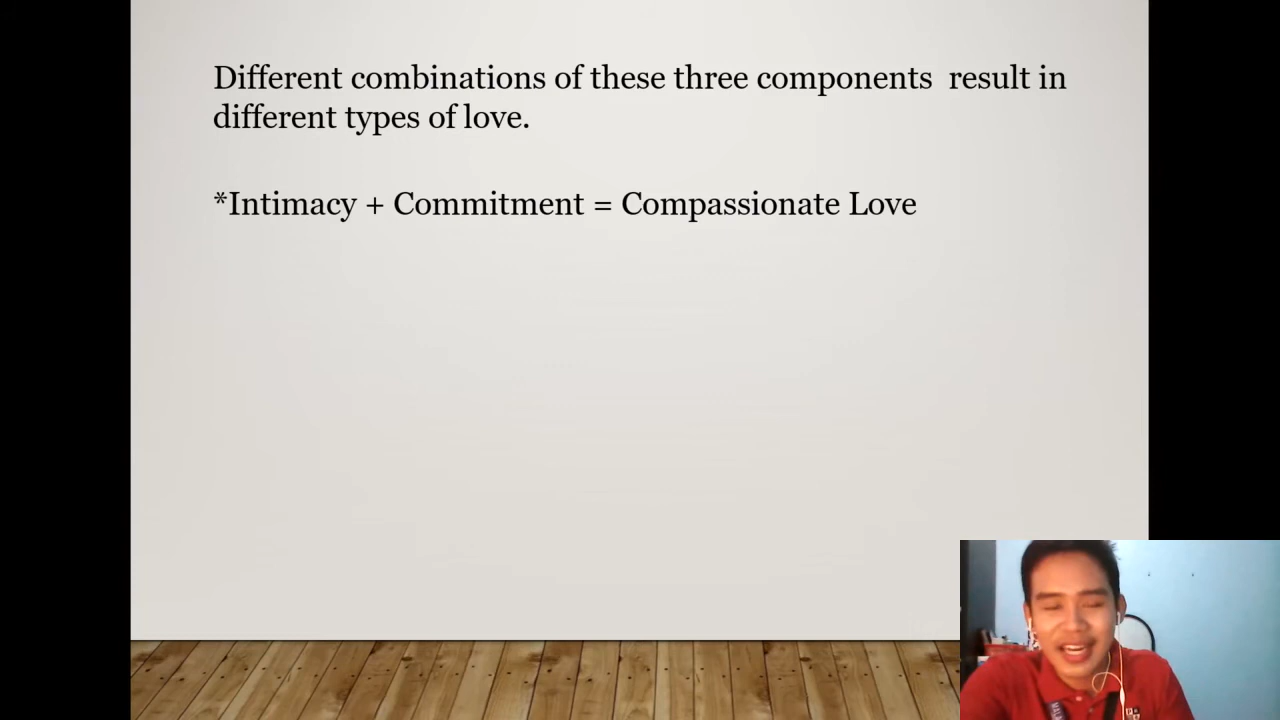 Different combinations of these three components  result in
different types of love.
*Intimacy + Commitment = Compassionate Love